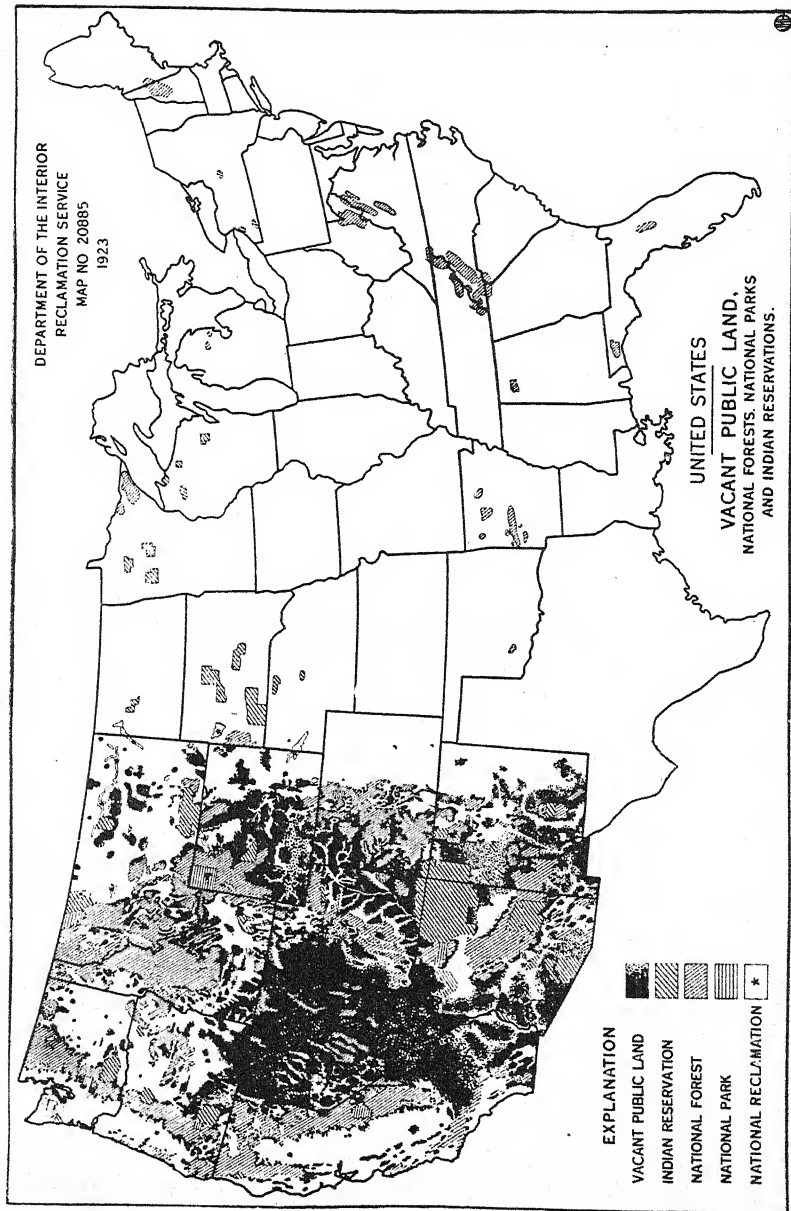 DEPARTMENT OF THE INTERIOR
RECLAMATION SERVICE
MAP NO 20885
1923
UNITED STATES
VACANT PUBLIC LAND,
NATIONAL FORESTS. NATIONAL PARKS
AND INDIAN RESERVATIONS.
EXPLANATION
VACANT PUBLIC LAND
INDIAN RESERVATION
NATIONAL FOREST
NATIONAL PARK
NATIONAL RECLAMATION